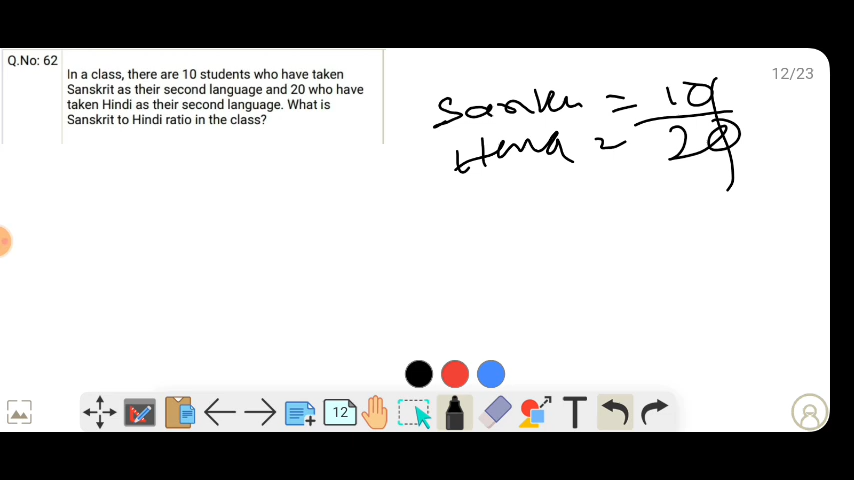 Q.No: 62
In a class, there are 10 students who have taken
Sanskrit as their second language and 20 who have
taken Hindi as their second language. What is
Sanskrit to Hindi ratio in the class?
12/23
= 10
= 20
12
T